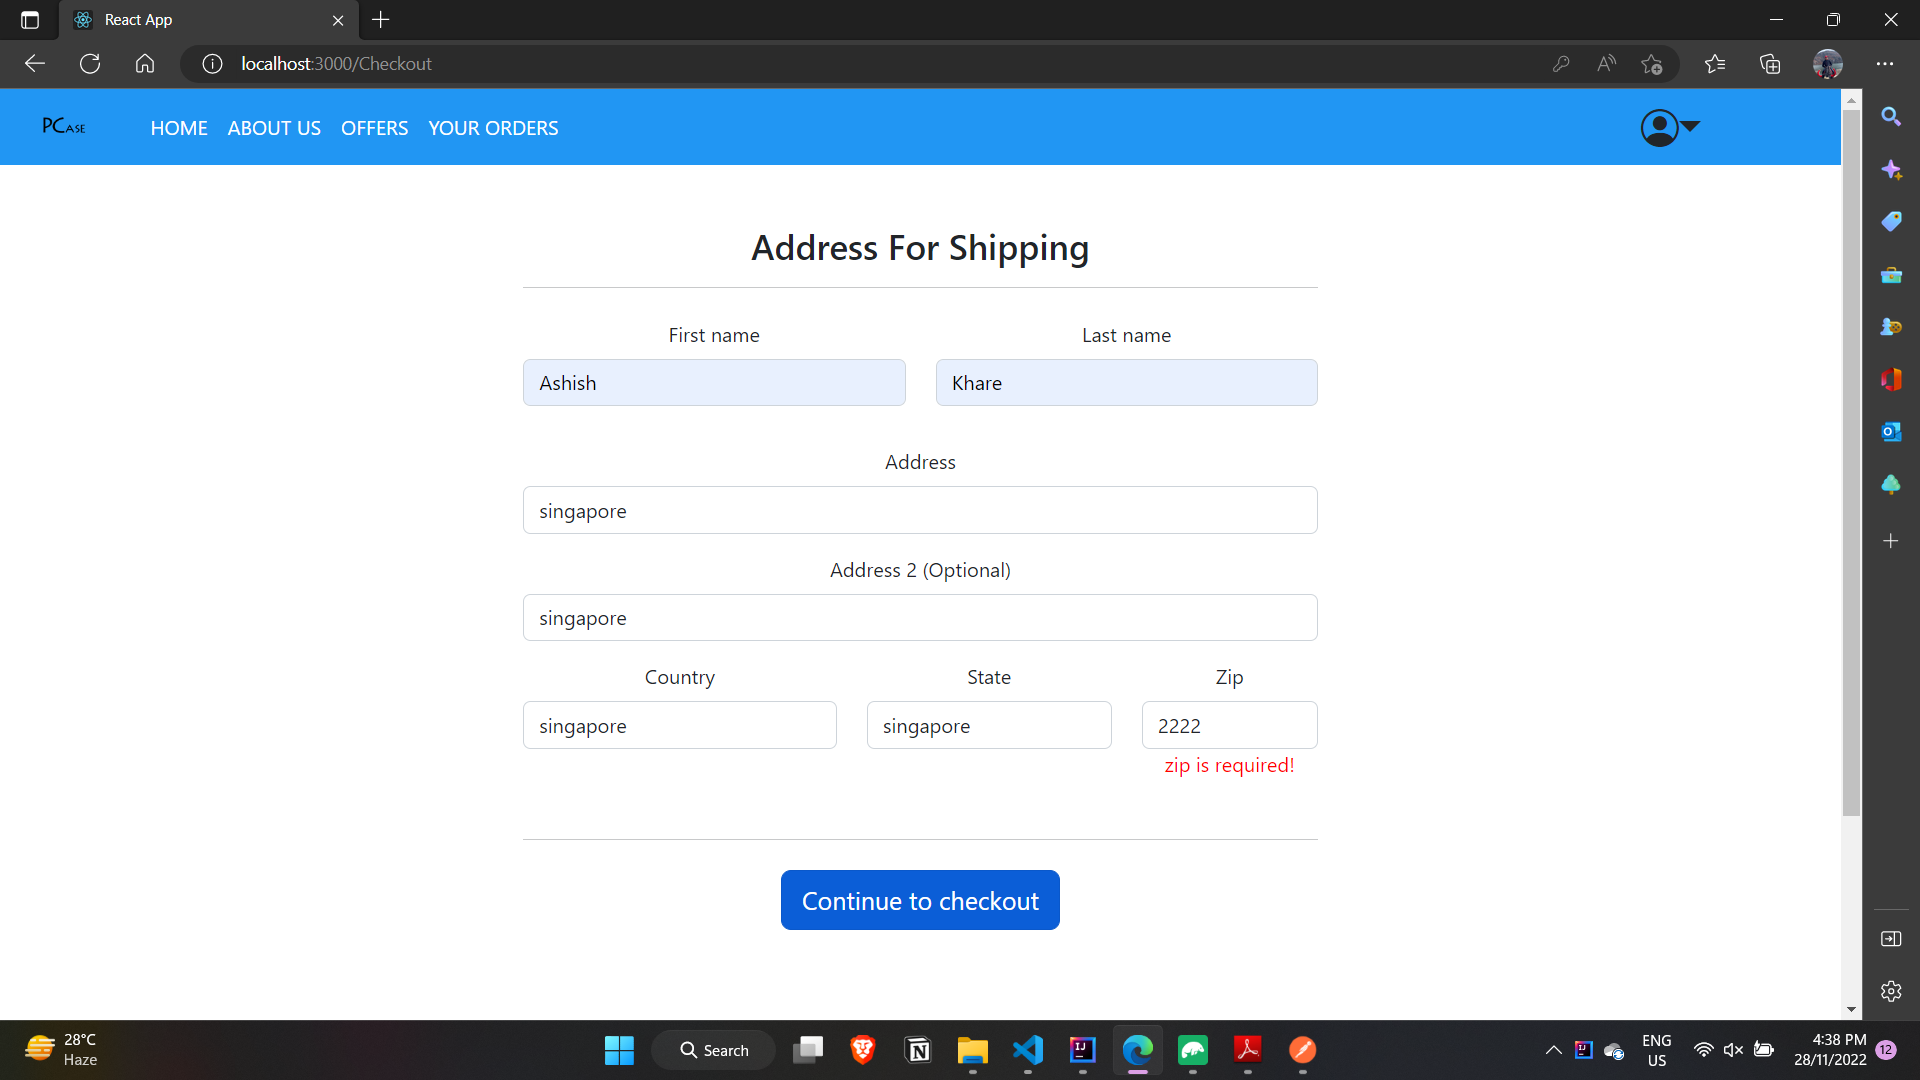 React App
localhost:3000/Checkout
PCASE
HOME ABOUT US OFFERS YOUR ORDERS
Address For Shipping
First name Last name
Ashish Khare
Address
singapore
Address 2 (Optional)
singapore
Country State Zip
singapore singapore 2222
zip is required!
Continue to checkout
28°C
Haze
Search
ENG
US
4:38 PM
28/11/2022
12